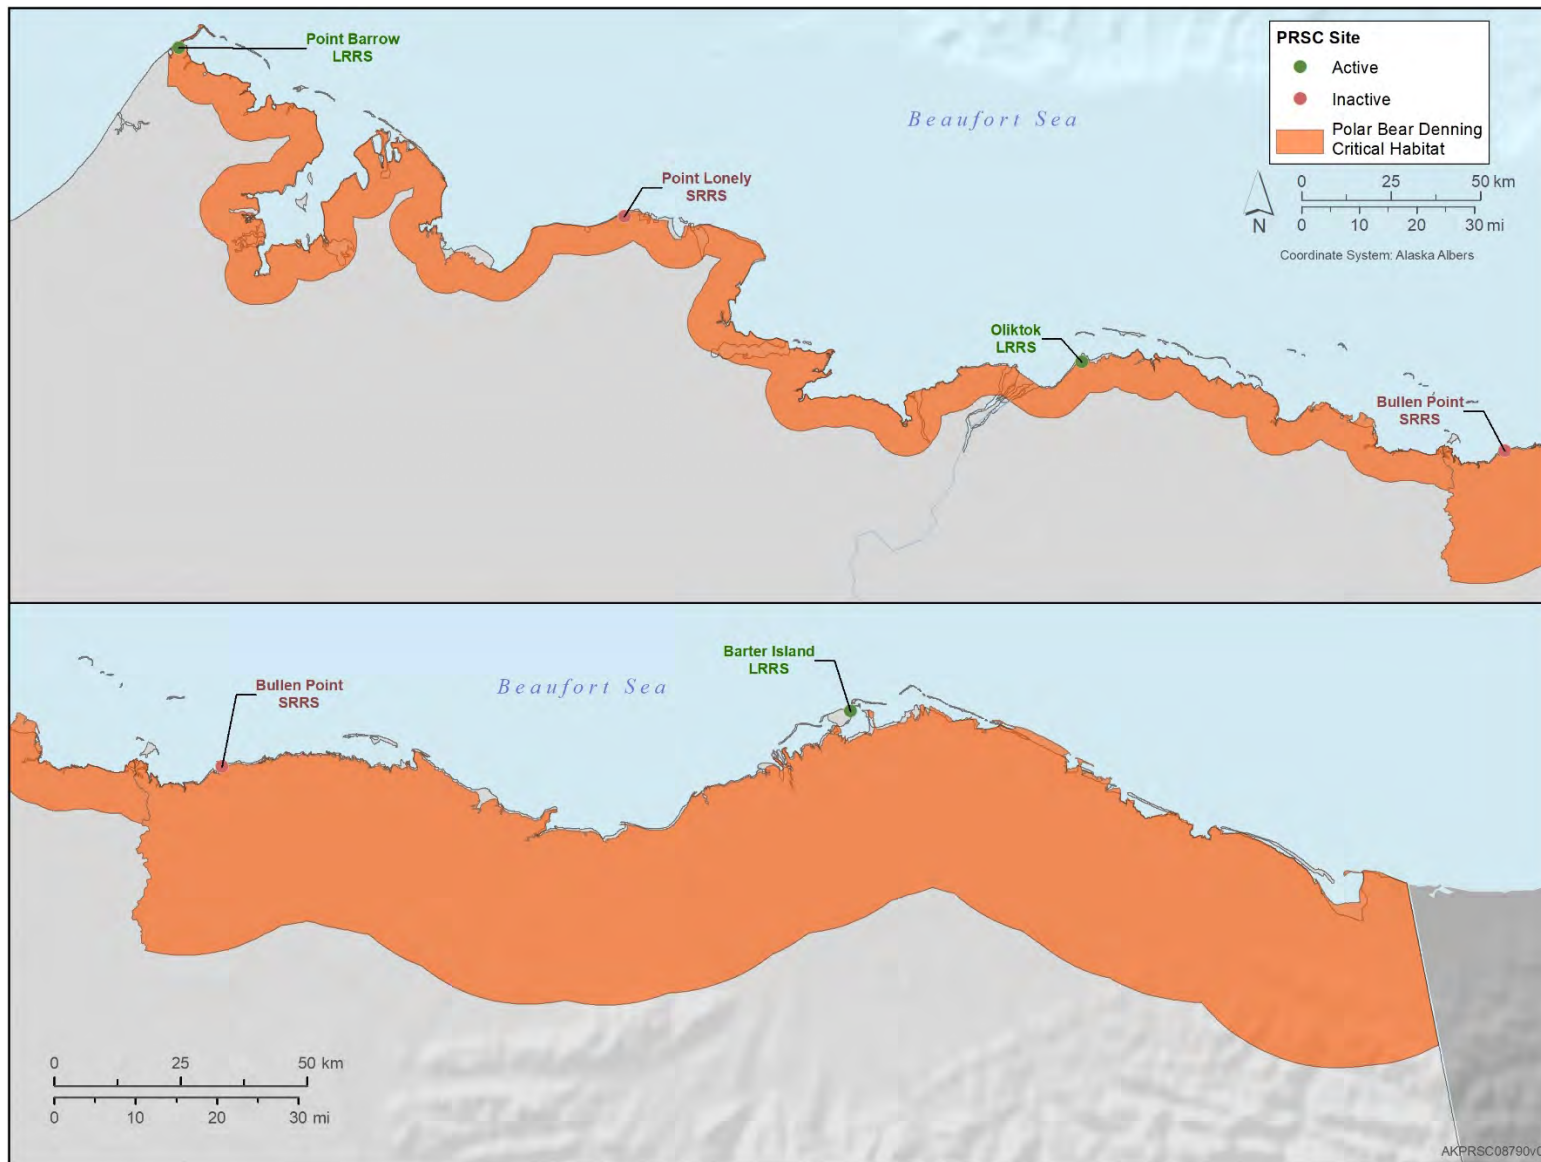 Point Barrow
LRRS
PRSC Site
Active
Inactive
Polar Bear Denning
Critical Habitat
Beaufort Sea
Point Lonely
SRRS
0 25 50 km
0 10 20 30 mi
N
Coordinate System: Alaska Albers
Oliktok
LRRS
Bullen Point
SRRS
Barter Island
LRRS
Bullen Point
SRRS
Beaufort Sea
0 25 50 km
0 10 20 30 mi
AKPRSC08790v0